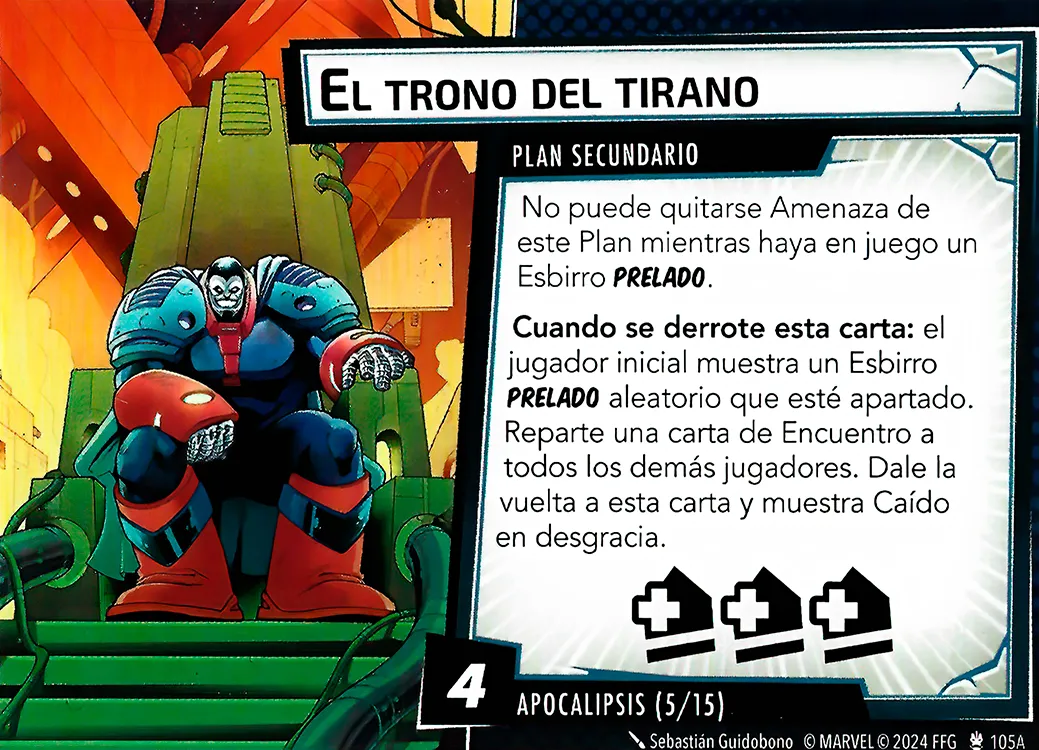 El trono del tirano
PLAN SECUNDARIO
No puede quitarse Amenaza de
este Plan mientras haya en juego un
Esbirro PRELADO.
Cuando se derrote esta carta: el
jugador inicial muestra un Esbirro
PRELADO aleatorio que esté apartado.
Reparte una carta de Encuentro a
todos los demás jugadores. Dale la
vuelta a esta carta y muestra Caído
en desgracia.
4
APOCALIPSIS (5/15)
Sebastián Guidobono © MARVEL © 2024 FFG 105A